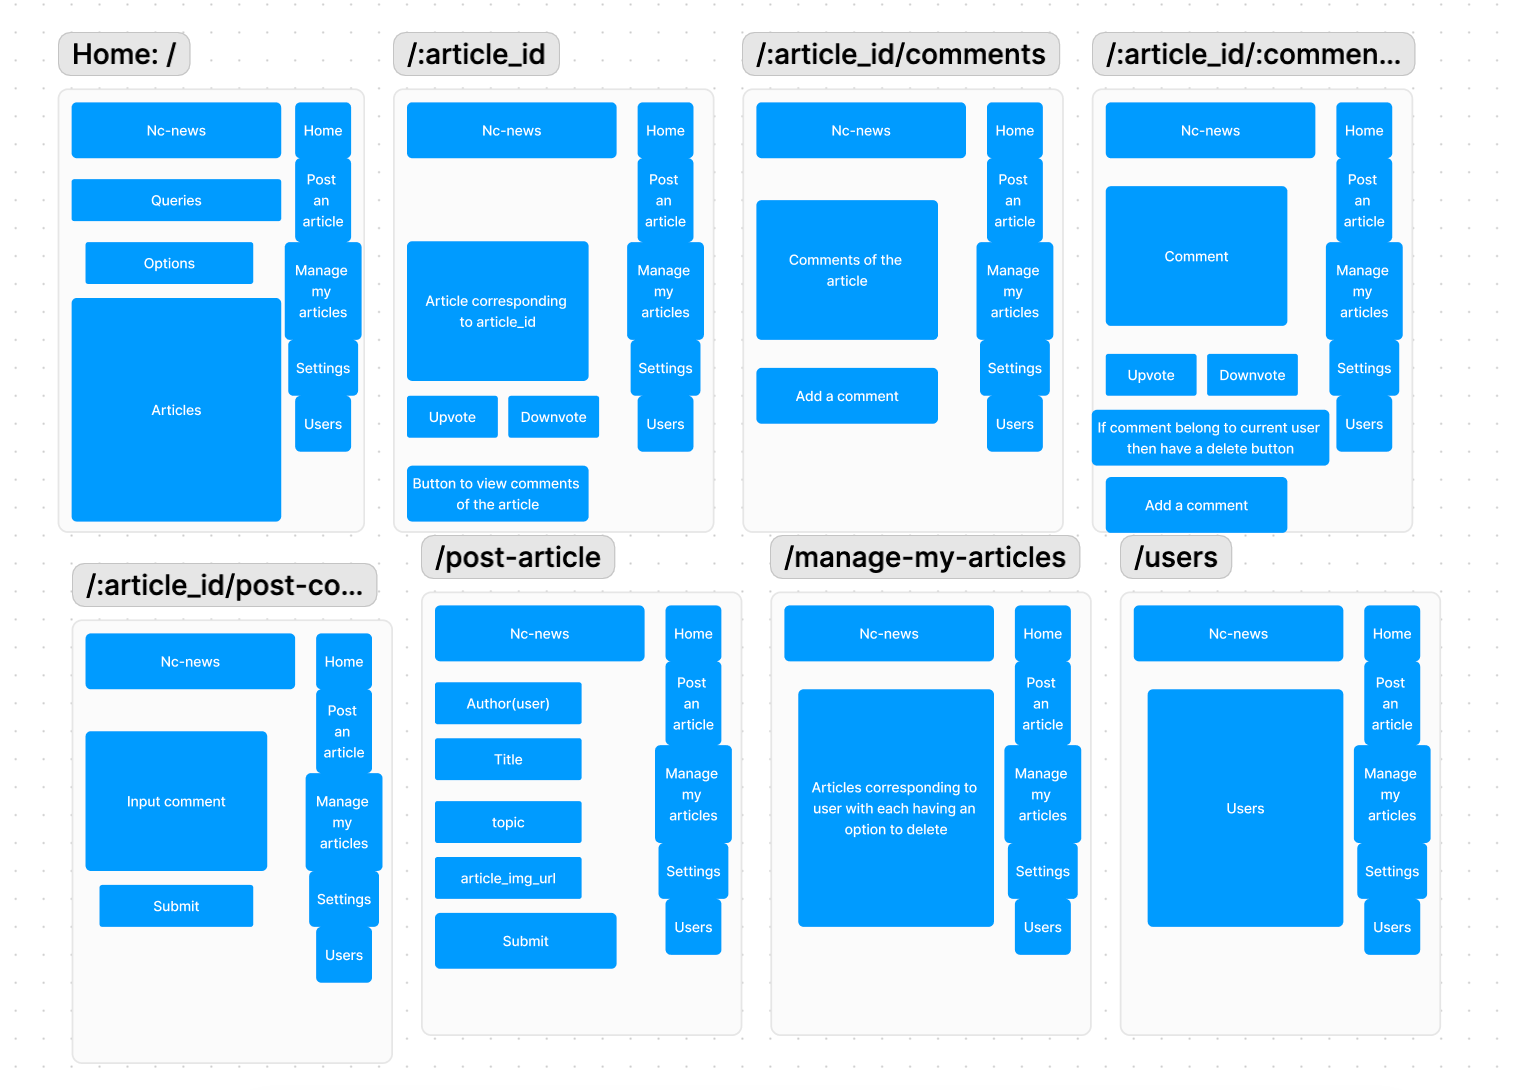 Home: /
Nc-news
Queries
Options
Articles
Home
Post
an
article
Manage
my
articles
Settings
Users
/:article_id
Nc-news
Article corresponding
to article_id
Upvote
Downvote
Button to view comments
of the article
Home
Post
an
article
Manage
my
articles
Settings
Users
/:article_id/comments
Nc-news
Comments of the
article
Add a comment
Home
Post
an
article
Manage
my
articles
Settings
Users
/:article_id/:commen...
Nc-news
Comment
Upvote
Downvote
If comment belong to current user
then have a delete button
Add a comment
Home
Post
an
article
Manage
my
articles
Settings
Users
/:article_id/post-co...
Nc-news
Input comment
Submit
Home
Post
an
article
Manage
my
articles
Settings
Users
/post-article
Nc-news
Author(user)
Title
topic
article_img_url
Submit
Home
Post
an
article
Manage
my
articles
Settings
Users
/manage-my-articles
Nc-news
Articles corresponding to
user with each having an
option to delete
Home
Post
an
article
Manage
my
articles
Settings
Users
/users
Nc-news
Users
Home
Post
an
article
Manage
my
articles
Settings
Users